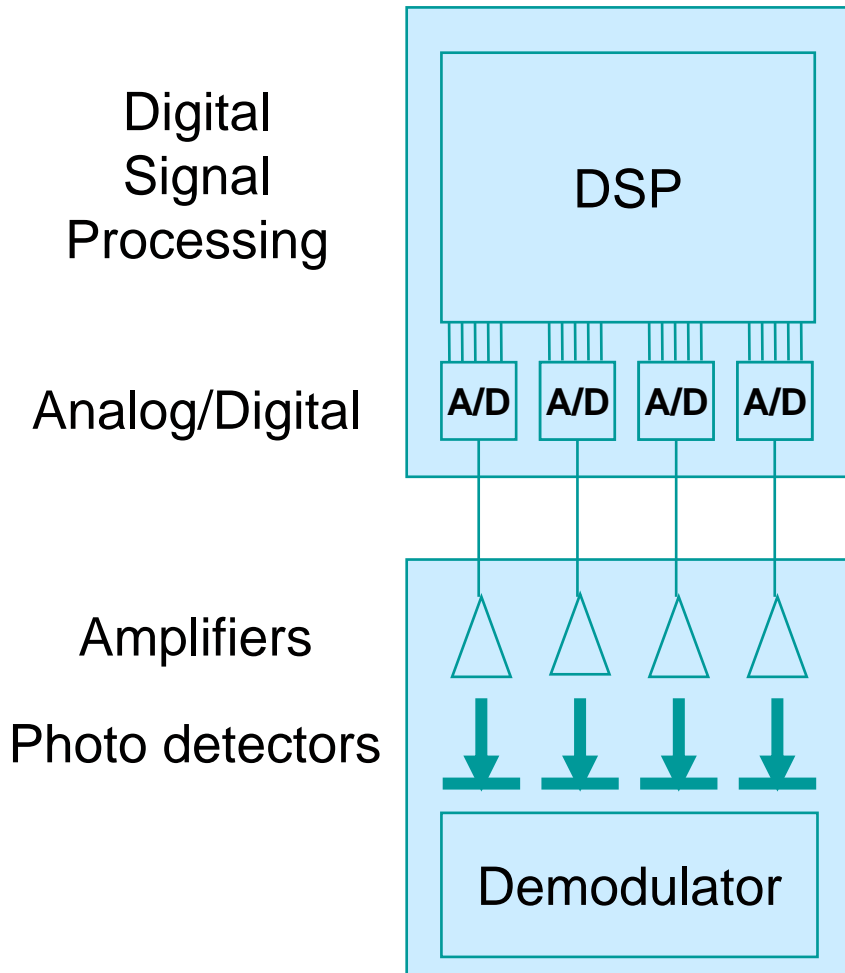 Digital
Signal
Processing
DSP
Analog/Digital
A/D A/D A/D A/D
Amplifiers
Photo detectors
Demodulator